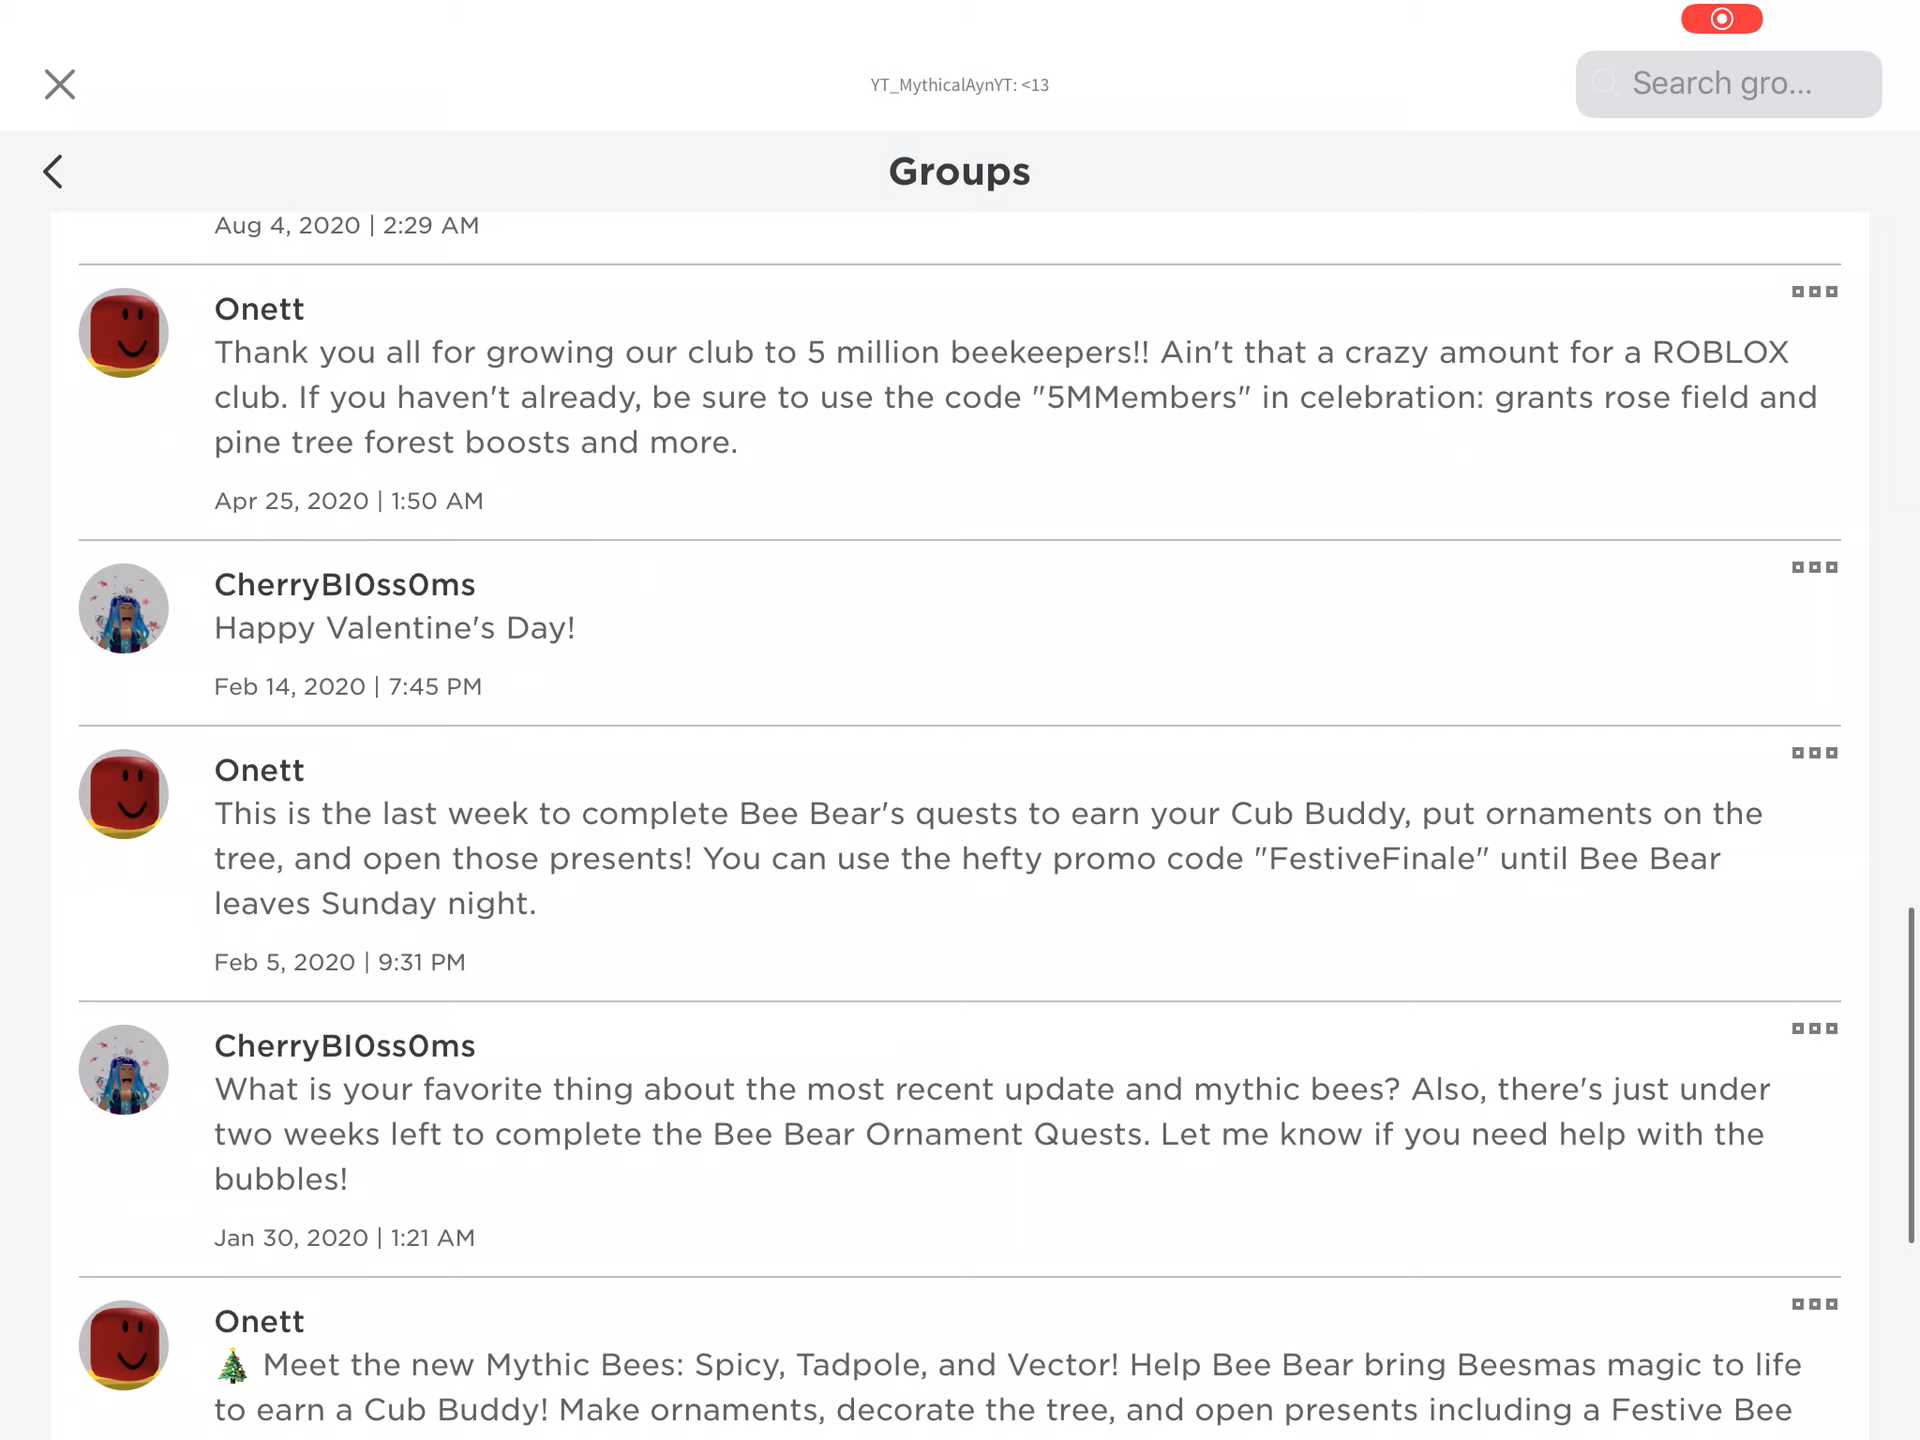 YT_MythicalAynYT: <13
Search gro...
Groups
Aug 4, 2020 | 2:29 AM
Onett
Thank you all for growing our club to 5 million beekeepers!! Ain't that a crazy amount for a ROBLOX
club. If you haven't already, be sure to use the code "5MMembers" in celebration: grants rose field and
pine tree forest boosts and more.
Apr 25, 2020 | 1:50 AM
CherryBl0ss0ms
Happy Valentine's Day!
Feb 14, 2020 | 7:45 PM
Onett
This is the last week to complete Bee Bear's quests to earn your Cub Buddy, put ornaments on the
tree, and open those presents! You can use the hefty promo code "FestiveFinale" until Bee Bear
leaves Sunday night.
Feb 5, 2020 | 9:31 PM
CherryBl0ss0ms
What is your favorite thing about the most recent update and mythic bees? Also, there's just under
two weeks left to complete the Bee Bear Ornament Quests. Let me know if you need help with the
bubbles!
Jan 30, 2020 | 1:21 AM
Onett
🎄 Meet the new Mythic Bees: Spicy, Tadpole, and Vector! Help Bee Bear bring Beesmas magic to life
to earn a Cub Buddy! Make ornaments, decorate the tree, and open presents including a Festive Bee